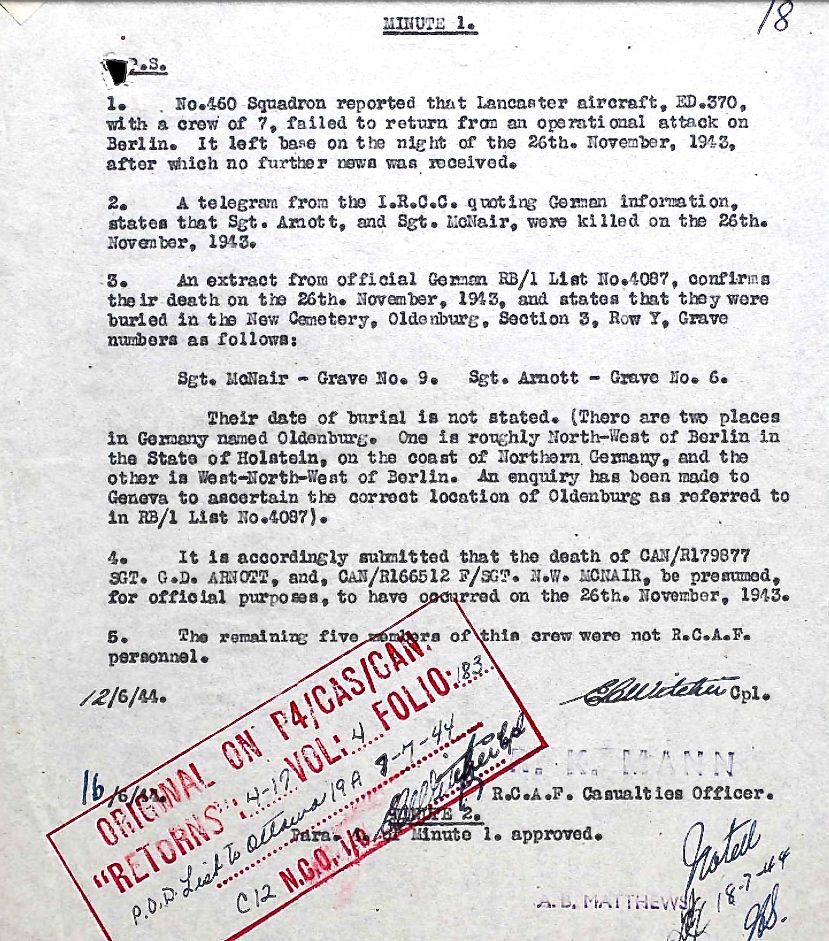 18
MINUTE 1.
P.S.
1. No.460 Squadron reported that Lancaster aircraft, ED.370,
with a crew of 7, failed to return from an operational attack on
Berlin. It left base on the night of the 26th. November, 1943,
after which no further news was received.
2. A telegram from the I.R.C.C. quoting German information,
states that Sgt. Arnott, and Sgt. McNair, were killed on the 26th.
November, 1943.
3. An extract from official German RB/1 List No.4087, confirms
their death on the 26th. November, 1943, and states that they were
buried in the New Cemetery, Oldenburg, Section 3, Row Y, Grave
numbers as follows:
Sgt. McNair - Grave No. 9. Sgt. Arnott - Grave No. 6.
Their date of burial is not stated. (There are two places
in Germany named Oldenburg. One is roughly North-West of Berlin in
the State of Holstein, on the coast of Northern Germany, and the
other is West-North-West of Berlin. An enquiry has been made to
Geneva to ascertain the correct location of Oldenburg as referred to
in RB/1 List No.4087).
4. It is accordingly submitted that the death of CAN/R179877
SGT. G.D. ARNOTT, and, CAN/R166512 F/SGT. N.W. MCNAIR, be presumed,
for official purposes, to have occurred on the 26th. November, 1943.
5. The remaining five members of this crew were not R.C.A.F.
personnel.
12/6/44.
Cpl.
ORIGINAL ON P4/CAS/CAN.
"RETURNS" 4-17 VOL: 4 FOLIO 183
P.O.D. List to Ottawa 19A 8-7-44
C12 N.C.O. I/C
16/6/44.
K. MANN
R.C.A.F. Casualties Officer.
MINUTE 2.
Para. 4. of Minute 1. approved.
A.B. MATTHEWS
Noted
18-7-44